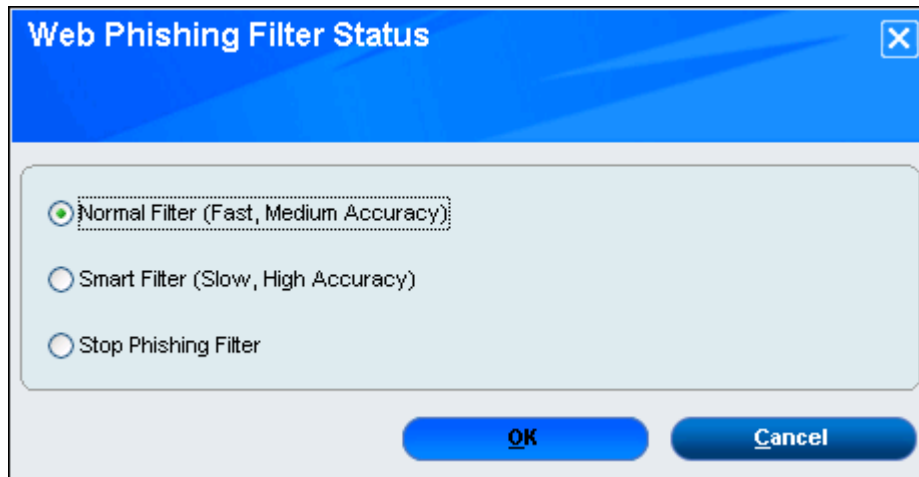 Web Phishing Filter Status
Normal Filter (Fast, Medium Accuracy)
Smart Filter (Slow, High Accuracy)
Stop Phishing Filter
OK
Cancel